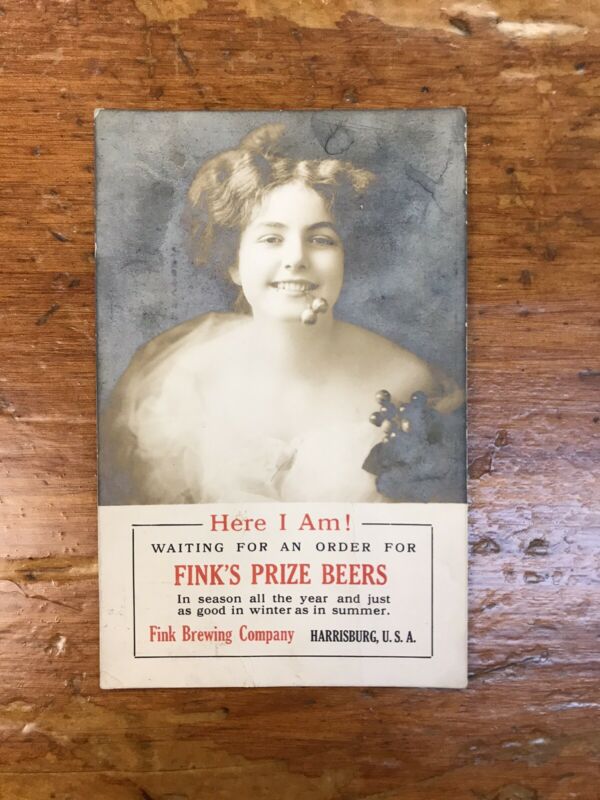 Here I Am!
WAITING FOR AN ORDER FOR
FINK'S PRIZE BEERS
In season all the year and just
as good in winter as in summer.
Fink Brewing Company HARRISBURG, U. S. A.